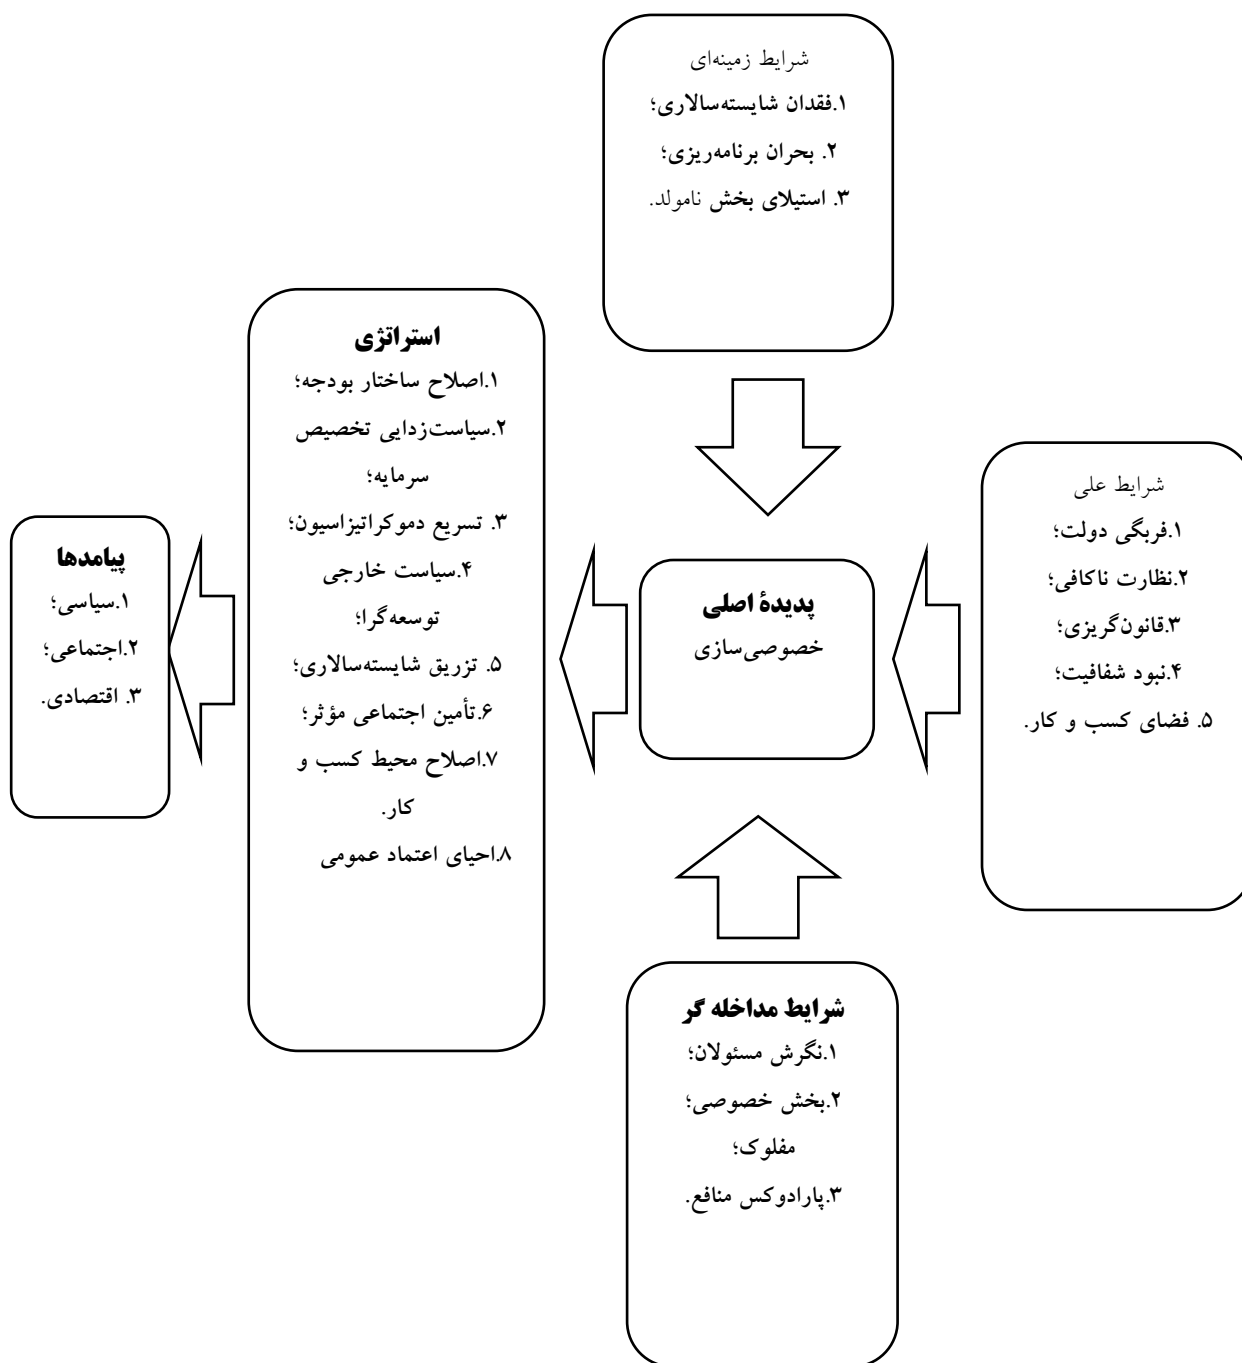 شرایط زمینه‌ای
۱.فقدان شایسته‌سالاری؛
۲. بحران برنامه‌ریزی؛
۳. استیلای بخش نامولد.
شرایط علی
۱.فربگی دولت؛
۲.نظارت ناکافی؛
۳.قانون‌گریزی؛
۴.نبود شفافیت؛
۵. فضای کسب و کار.
پدیدۀ اصلی
خصوصی‌سازی
شرایط مداخله گر
۱.نگرش مسئولان؛
۲.بخش خصوصی؛
مفلوک؛
۳.پارادوکس منافع.
استراتژی
۱.اصلاح ساختار بودجه؛
۲.سیاست‌زدایی تخصیص
سرمایه؛
۳. تسریع دموکراتیزاسیون؛
۴.سیاست خارجی
توسعه‌گرا؛
۵. تزریق شایسته‌سالاری؛
۶.تأمین اجتماعی مؤثر؛
۷.اصلاح محیط کسب و
کار.
۸.احیای اعتماد عمومی
پیامدها
۱.سیاسی؛
۲.اجتماعی؛
۳. اقتصادی.